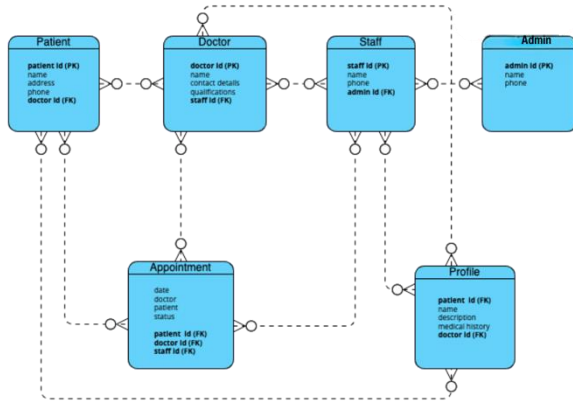 Patient
patient id (PK)
name
address
phone
doctor id (FK)
Doctor
doctor id (PK)
name
contact details
qualifications
staff id (FK)
Staff
staff id (PK)
name
phone
admin id (FK)
Admin
admin id (PK)
name
phone
Appointment
date
doctor
patient
status
patient id (FK)
doctor id (FK)
staff id (FK)
Profile
patient id (FK)
name
description
medical history
doctor id (FK)